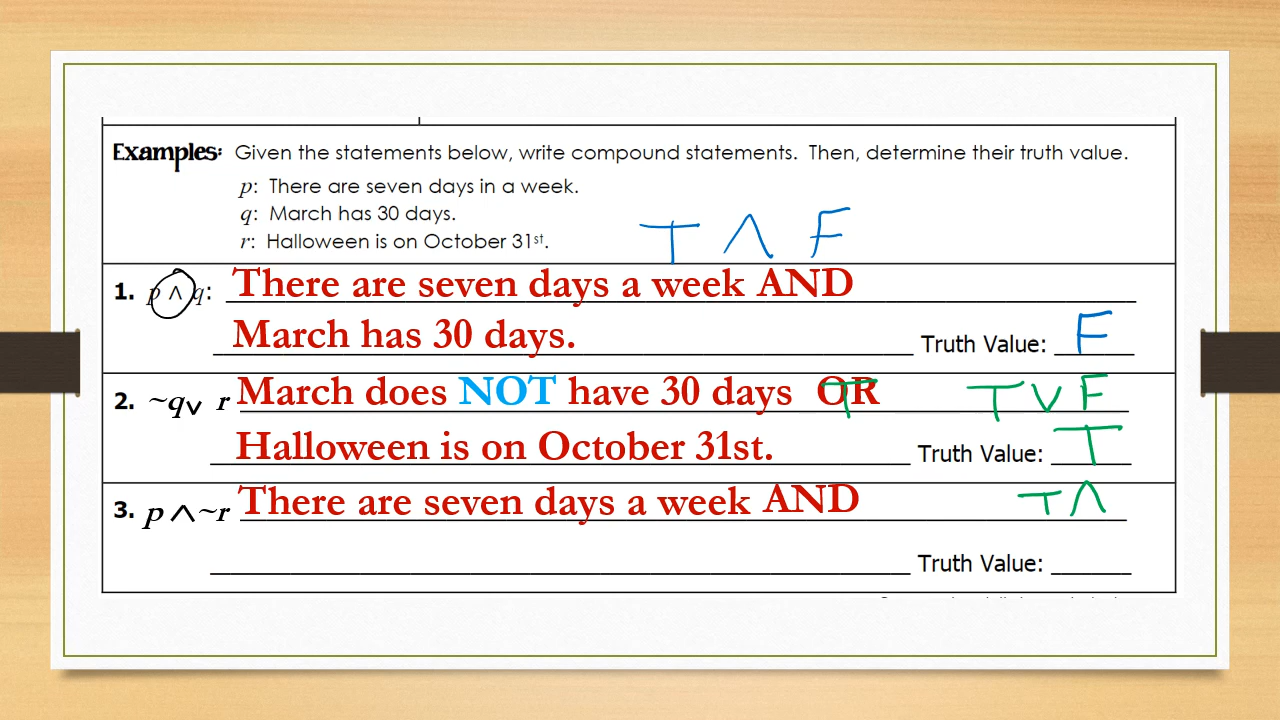 Examples: Given the statements below, write compound statements. Then, determine their truth value.
p: There are seven days in a week.
q: March has 30 days.
r: Halloween is on October 31st.
T ∧ F
1. p ∧ q: There are seven days a week AND
March has 30 days. Truth Value: F
2. ~q∨ r March does NOT have 30 days OR T T ∨ F
Halloween is on October 31st. Truth Value: T
3. p ∧~r There are seven days a week AND T ∧
Truth Value: